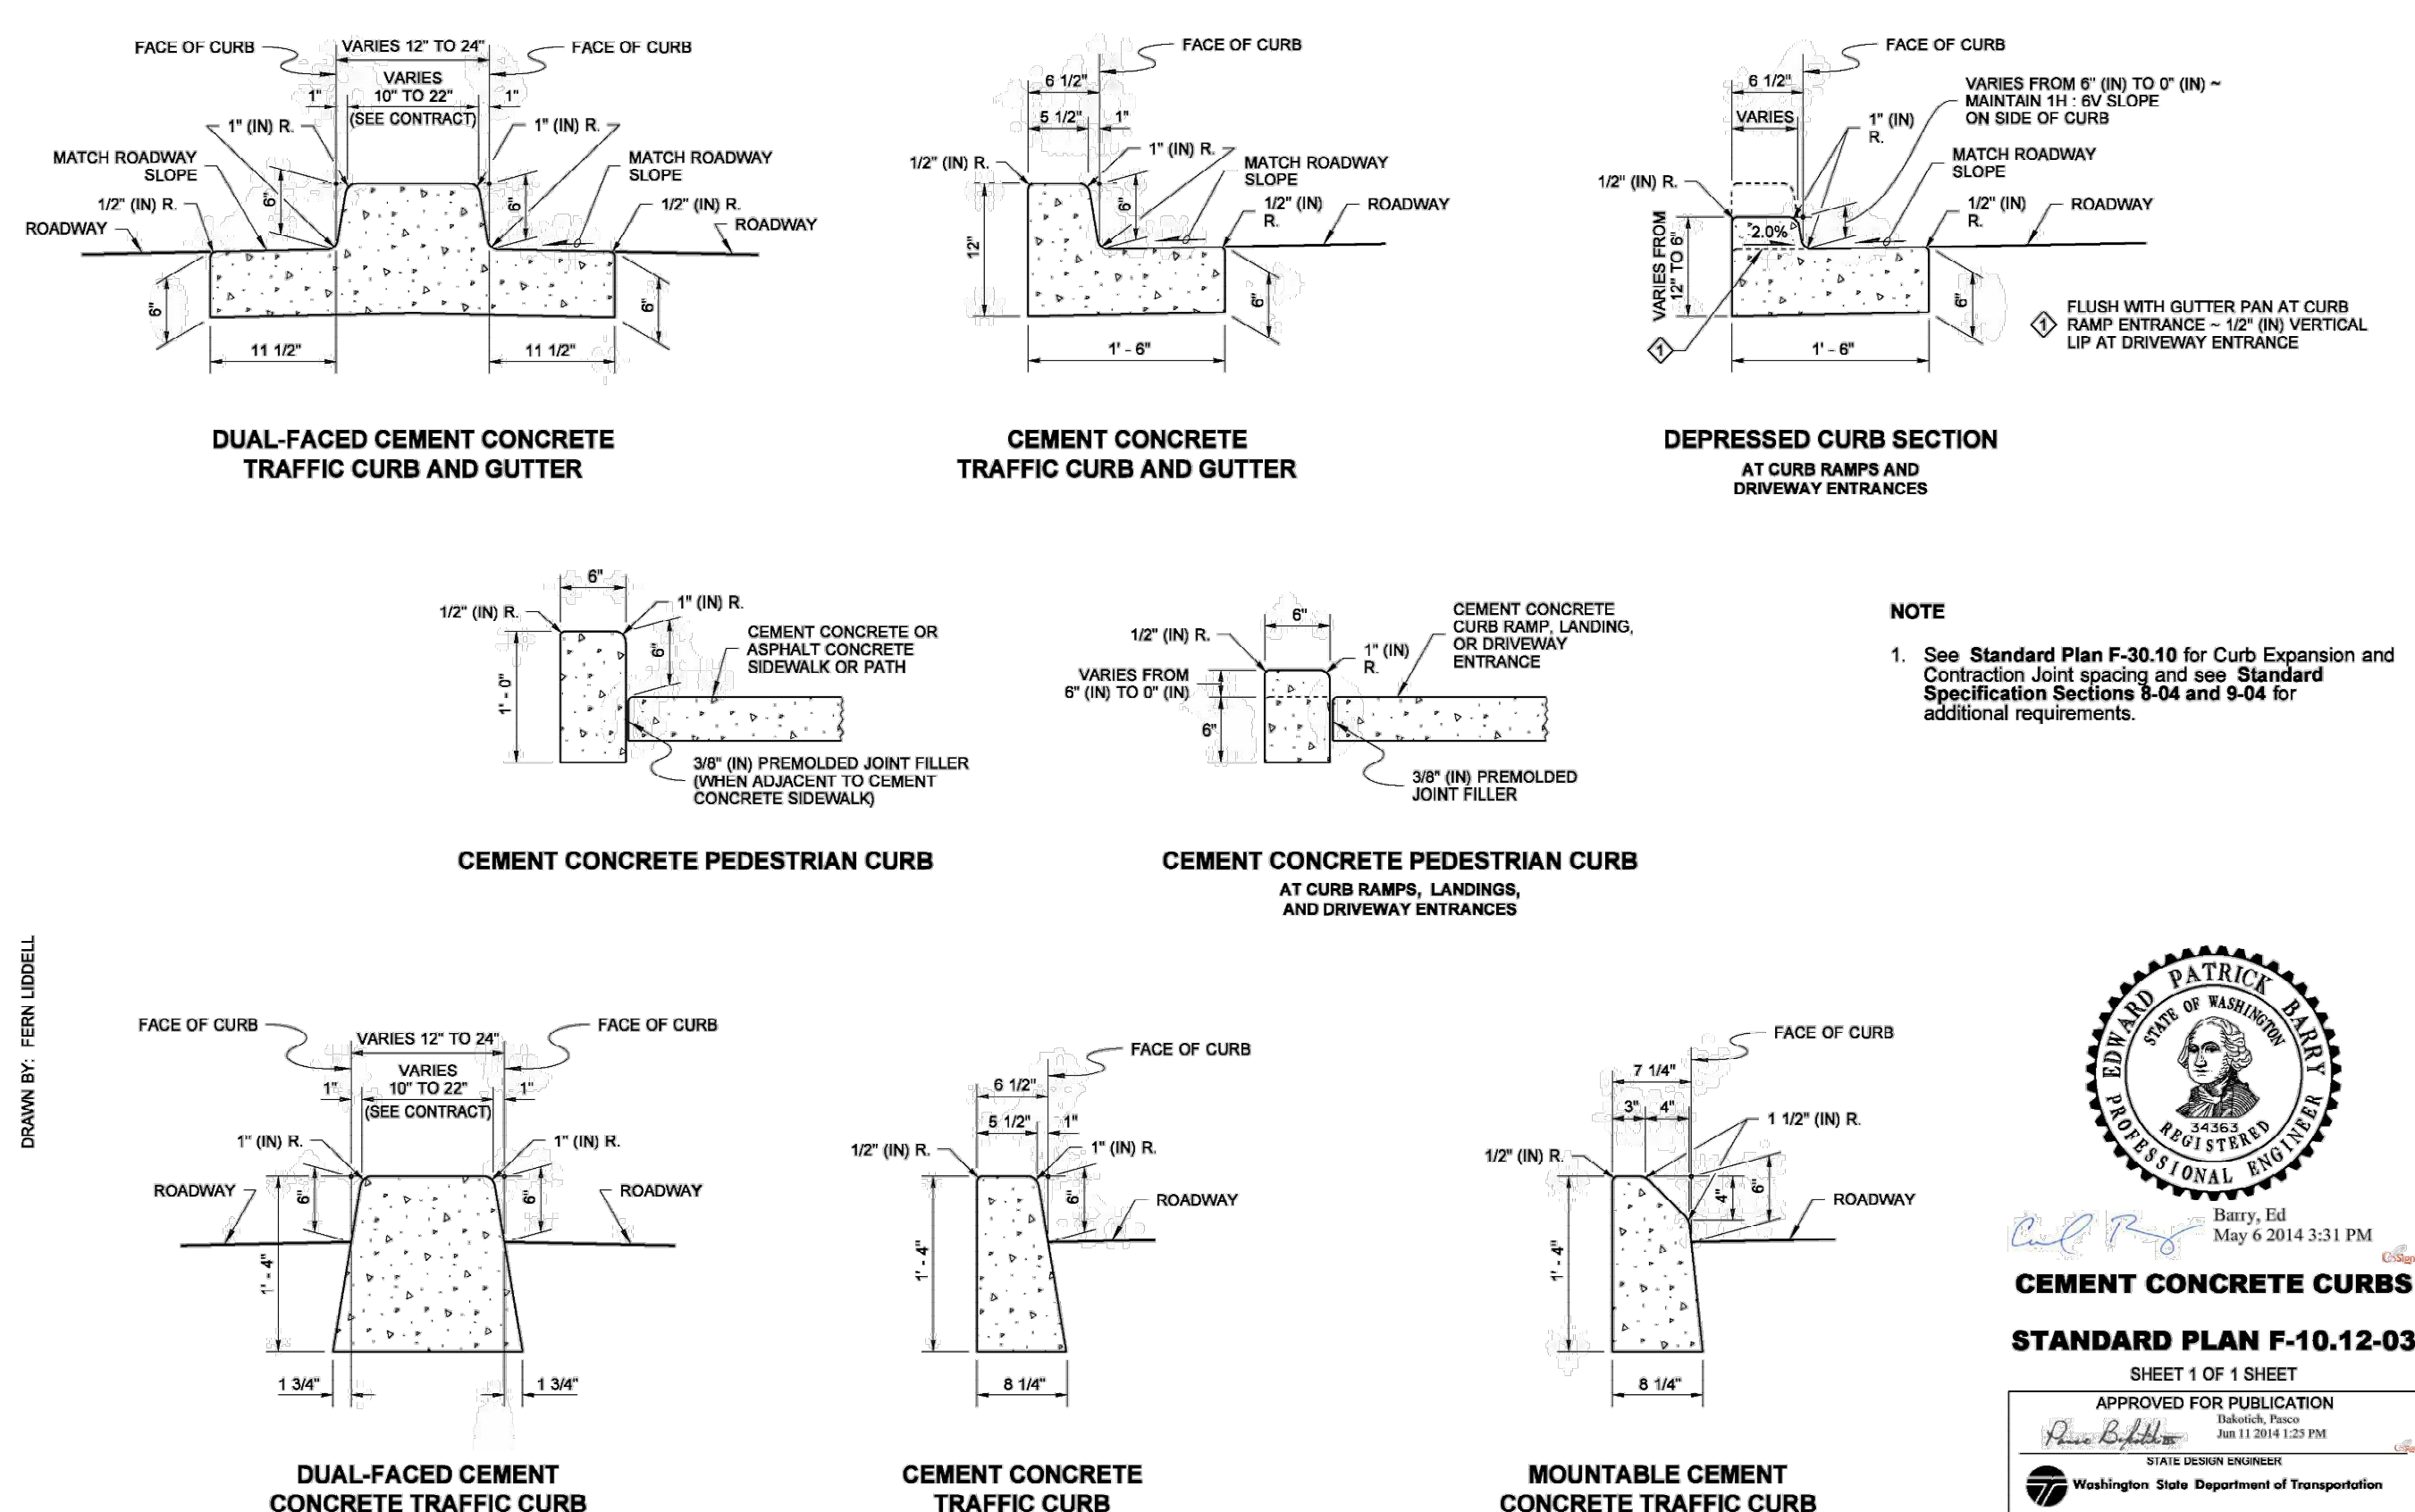 FACE OF CURB
VARIES 12" TO 24"
FACE OF CURB
VARIES
1"
10" TO 22"
1"
(SEE CONTRACT)
1" (IN) R.
1" (IN) R.
MATCH ROADWAY
SLOPE
MATCH ROADWAY
SLOPE
6"
6"
1/2" (IN) R.
1/2" (IN) R.
ROADWAY
ROADWAY
6"
6"
11 1/2"
11 1/2"
DUAL-FACED CEMENT CONCRETE
TRAFFIC CURB AND GUTTER
FACE OF CURB
6 1/2"
5 1/2"
1"
1" (IN) R.
1/2" (IN) R.
MATCH ROADWAY
SLOPE
6"
1/2" (IN)
R.
ROADWAY
12"
6"
1' - 6"
CEMENT CONCRETE
TRAFFIC CURB AND GUTTER
FACE OF CURB
6 1/2"
VARIES FROM 6" (IN) TO 0" (IN) ~
MAINTAIN 1H : 6V SLOPE
ON SIDE OF CURB
VARIES
1" (IN)
R.
MATCH ROADWAY
SLOPE
1/2" (IN) R.
1/2" (IN)
R.
ROADWAY
2.0%
VARIES FROM
12" TO 6"
6"
1
1' - 6"
1
FLUSH WITH GUTTER PAN AT CURB
RAMP ENTRANCE ~ 1/2" (IN) VERTICAL
LIP AT DRIVEWAY ENTRANCE
DEPRESSED CURB SECTION
AT CURB RAMPS AND
DRIVEWAY ENTRANCES
6"
1/2" (IN) R.
1" (IN) R.
6"
CEMENT CONCRETE OR
ASPHALT CONCRETE
SIDEWALK OR PATH
1' - 0"
3/8" (IN) PREMOLDED JOINT FILLER
(WHEN ADJACENT TO CEMENT
CONCRETE SIDEWALK)
CEMENT CONCRETE PEDESTRIAN CURB
6"
1/2" (IN) R.
1" (IN)
R.
CEMENT CONCRETE
CURB RAMP, LANDING,
OR DRIVEWAY
ENTRANCE
VARIES FROM
6" (IN) TO 0" (IN)
6"
3/8" (IN) PREMOLDED
JOINT FILLER
CEMENT CONCRETE PEDESTRIAN CURB
AT CURB RAMPS, LANDINGS,
AND DRIVEWAY ENTRANCES
NOTE
1. See Standard Plan F-30.10 for Curb Expansion and
Contraction Joint spacing and see Standard
Specification Sections 8-04 and 9-04 for
additional requirements.
DRAWN BY: FERN LIDDELL
FACE OF CURB
VARIES 12" TO 24"
FACE OF CURB
VARIES
1"
10" TO 22"
1"
(SEE CONTRACT)
1" (IN) R.
1" (IN) R.
6"
6"
ROADWAY
ROADWAY
1' - 4"
1 3/4"
1 3/4"
DUAL-FACED CEMENT
CONCRETE TRAFFIC CURB
FACE OF CURB
6 1/2"
5 1/2"
1"
1/2" (IN) R.
1" (IN) R.
6"
ROADWAY
1' - 4"
8 1/4"
CEMENT CONCRETE
TRAFFIC CURB
FACE OF CURB
7 1/4"
3"
4"
1 1/2" (IN) R.
1/2" (IN) R.
4"
6"
ROADWAY
1' - 4"
8 1/4"
MOUNTABLE CEMENT
CONCRETE TRAFFIC CURB
EDWARD PATRICK BARRY
STATE OF WASHINGTON
34363
REGISTERED
PROFESSIONAL ENGINEER
Barry, Ed
May 6 2014 3:31 PM
CEMENT CONCRETE CURBS
STANDARD PLAN F-10.12-03
SHEET 1 OF 1 SHEET
APPROVED FOR PUBLICATION
Bakotich, Pasco
Jun 11 2014 1:25 PM
STATE DESIGN ENGINEER
Washington State Department of Transportation